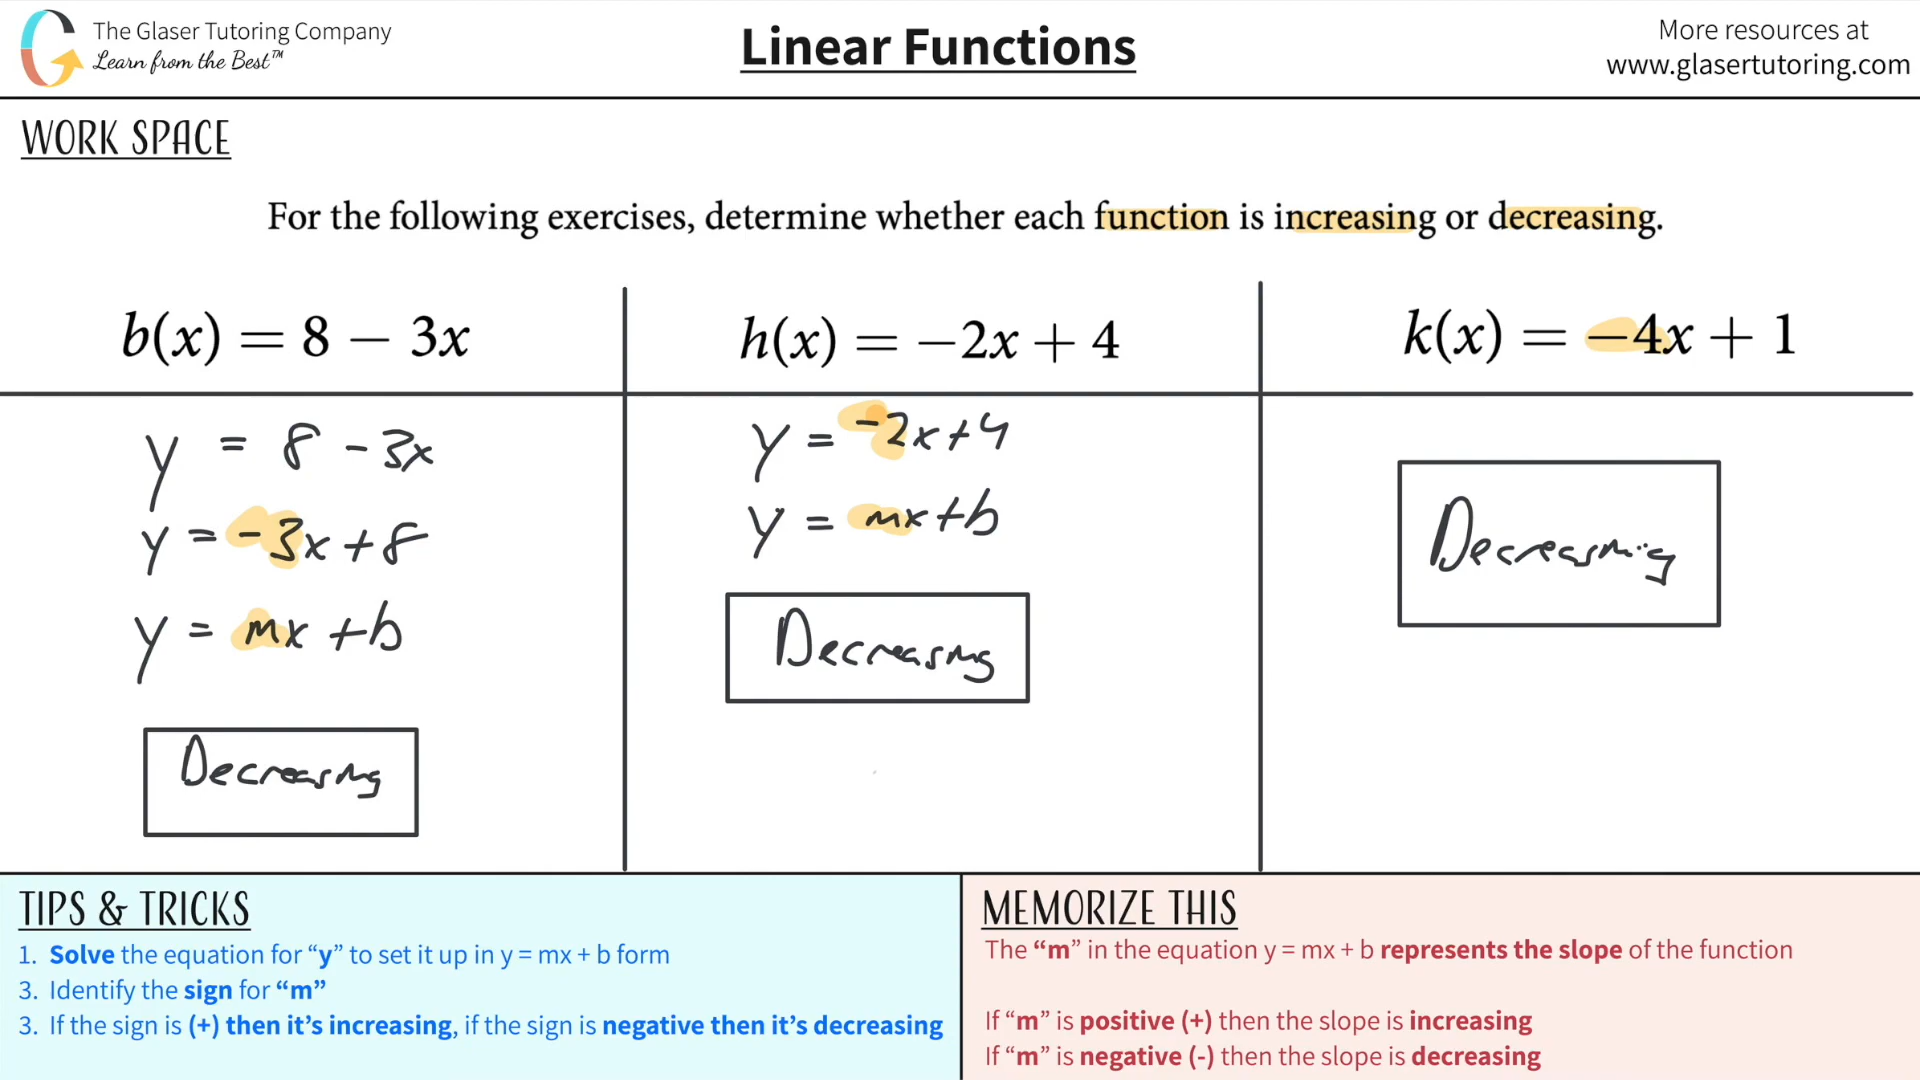 The Glaser Tutoring Company
Learn from the Best™
Linear Functions
More resources at
www.glasertutoring.com
WORK SPACE
For the following exercises, determine whether each function is increasing or decreasing.
b(x) = 8 − 3x
y = 8 - 3x
y = -3x + 8
y = mx + b
Decreasing
h(x) = −2x + 4
y = -2x + 4
y = mx + b
Decreasing
k(x) = −4x + 1
Decreasing
TIPS & TRICKS
1. Solve the equation for “y” to set it up in y = mx + b form
3. Identify the sign for “m”
3. If the sign is (+) then it’s increasing, if the sign is negative then it’s decreasing
MEMORIZE THIS
The “m” in the equation y = mx + b represents the slope of the function
If “m” is positive (+) then the slope is increasing
If “m” is negative (-) then the slope is decreasing